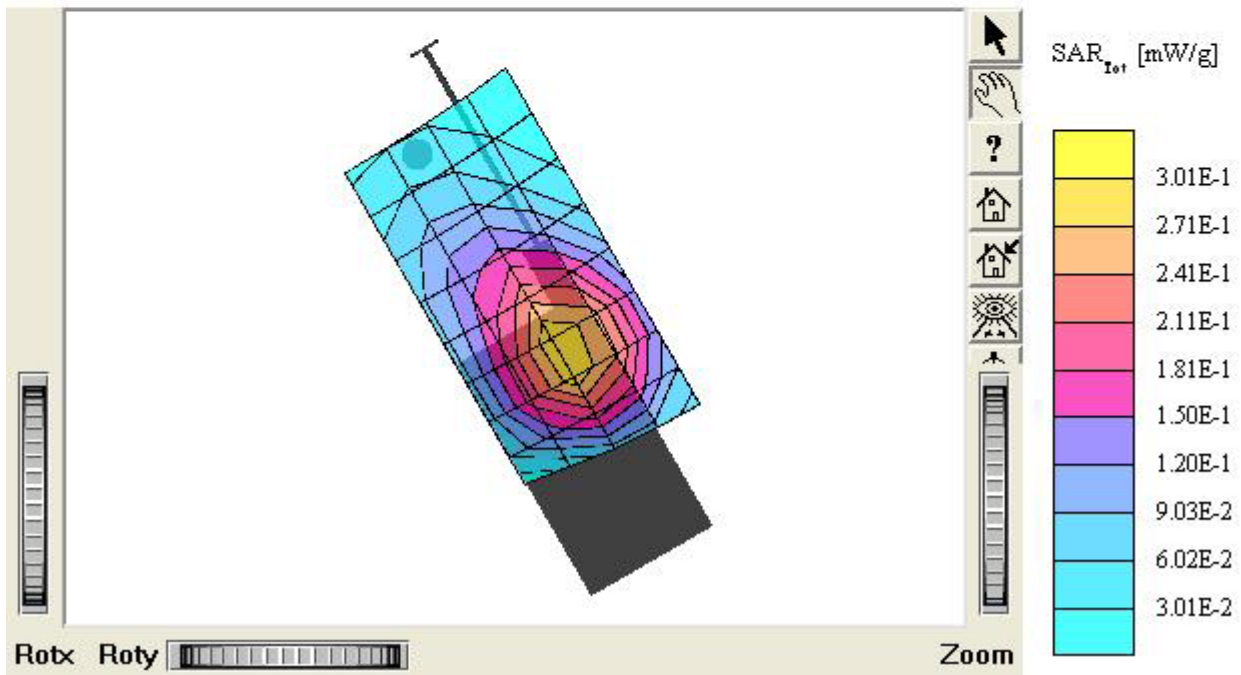 SAR_Tot [mW/g]
?
3.01E-1
2.71E-1
2.41E-1
2.11E-1
1.81E-1
1.50E-1
1.20E-1
9.03E-2
6.02E-2
3.01E-2
Rotx Roty Zoom